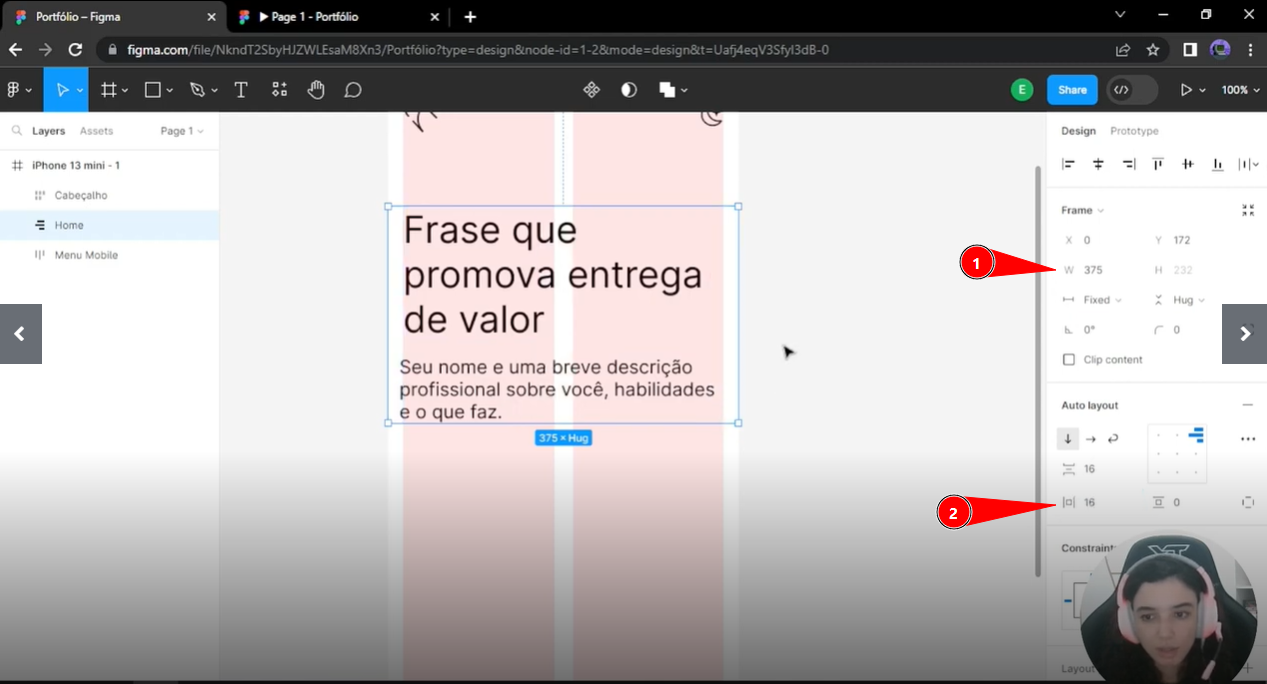 Portfólio – Figma
Page 1 - Portfólio
figma.com/file/NkndT2SbyHJZWLEsaM8Xn3/Portfólio?type=design&node-id=1-2&mode=design&t=Uafj4eqV3SfyI3dB-0
T
E
Share
</>
100%
Layers
Assets
Page 1
iPhone 13 mini - 1
Cabeçalho
Home
Menu Mobile
Frase que
promova entrega
de valor
Seu nome e uma breve descrição
profissional sobre você, habilidades
e o que faz.
375 × Hug
Design
Prototype
Frame
X 0
Y 172
1
W 375
H 232
Fixed
Hug
0°
0
Clip content
Auto layout
16
2
16
0
Constraint
Layou